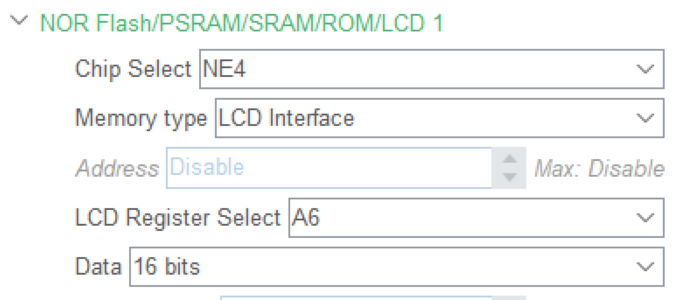 NOR Flash/PSRAM/SRAM/ROM/LCD 1
Chip Select NE4
Memory type LCD Interface
Address Disable Max: Disable
LCD Register Select A6
Data 16 bits